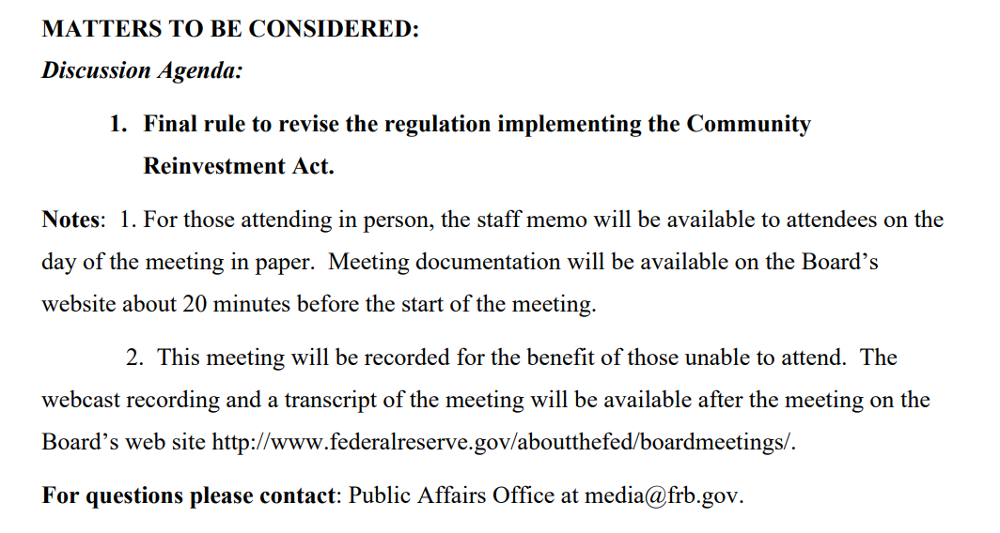 MATTERS TO BE CONSIDERED:
Discussion Agenda:
1. Final rule to revise the regulation implementing the Community
Reinvestment Act.
Notes:  1. For those attending in person, the staff memo will be available to attendees on the
day of the meeting in paper.  Meeting documentation will be available on the Board’s
website about 20 minutes before the start of the meeting.
2.  This meeting will be recorded for the benefit of those unable to attend.  The
webcast recording and a transcript of the meeting will be available after the meeting on the
Board’s web site http://www.federalreserve.gov/aboutthefed/boardmeetings/.
For questions please contact: Public Affairs Office at media@frb.gov.